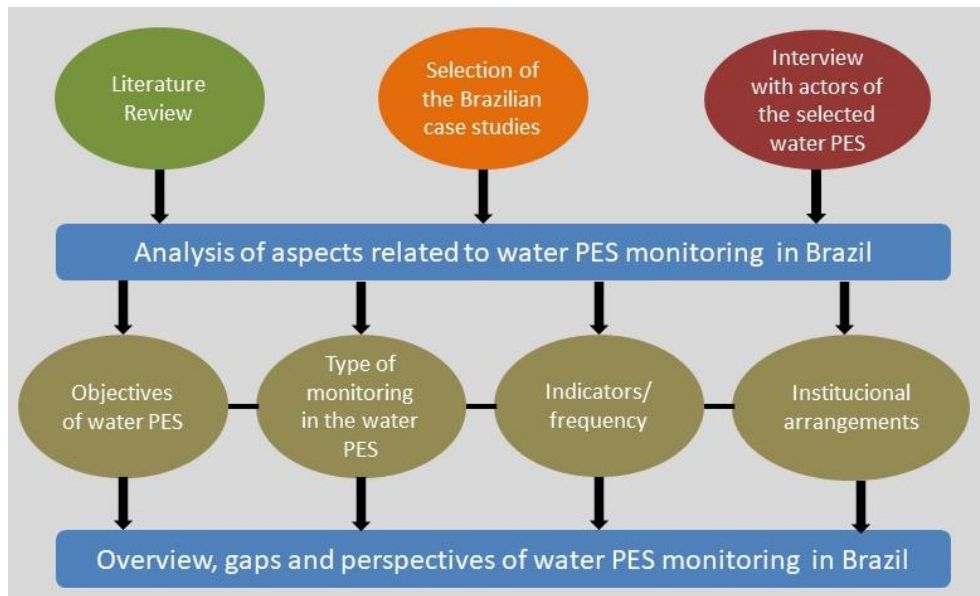 Literature
Review
Selection of
the Brazilian
case studies
Interview
with actors of
the selected
water PES
Analysis of aspects related to water PES monitoring in Brazil
Objectives
of water PES
Type of
monitoring
in the water
PES
Indicators/
frequency
Institucional
arrangements
Overview, gaps and perspectives of water PES monitoring in Brazil